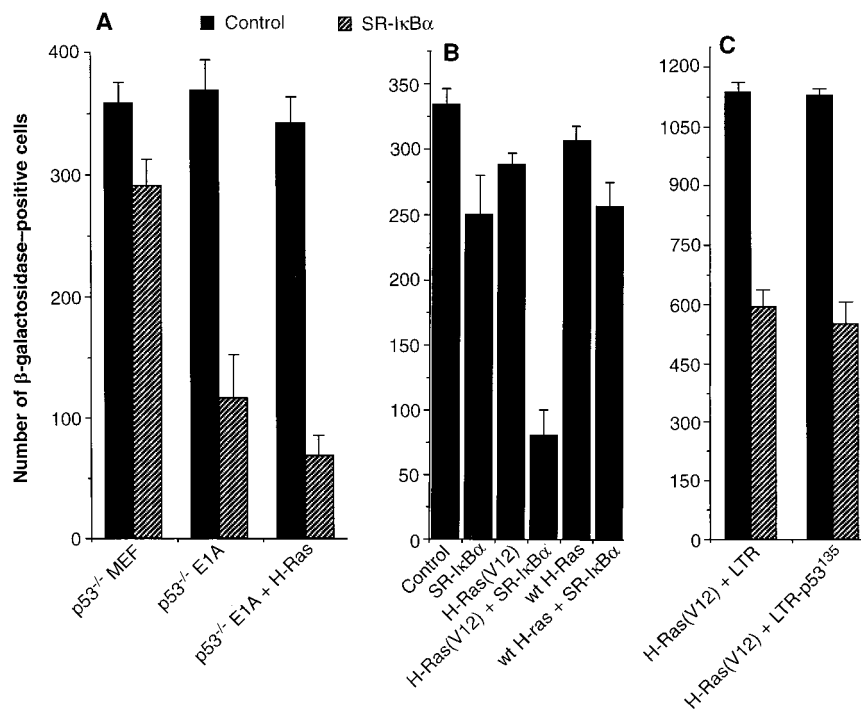 A
Control
SR-IκBα
Number of β-galactosidase–positive cells
400
300
200
100
0
p53-/- MEF
p53-/- E1A
p53-/- E1A + H-Ras
B
350
300
250
200
150
100
50
0
Control
SR-IκBα
H-Ras(V12)
H-Ras(V12) + SR-IκBα
wt H-Ras
wt H-ras + SR-IκBα
C
1200
1050
900
750
600
450
300
150
0
H-Ras(V12) + LTR
H-Ras(V12) + LTR-p53135